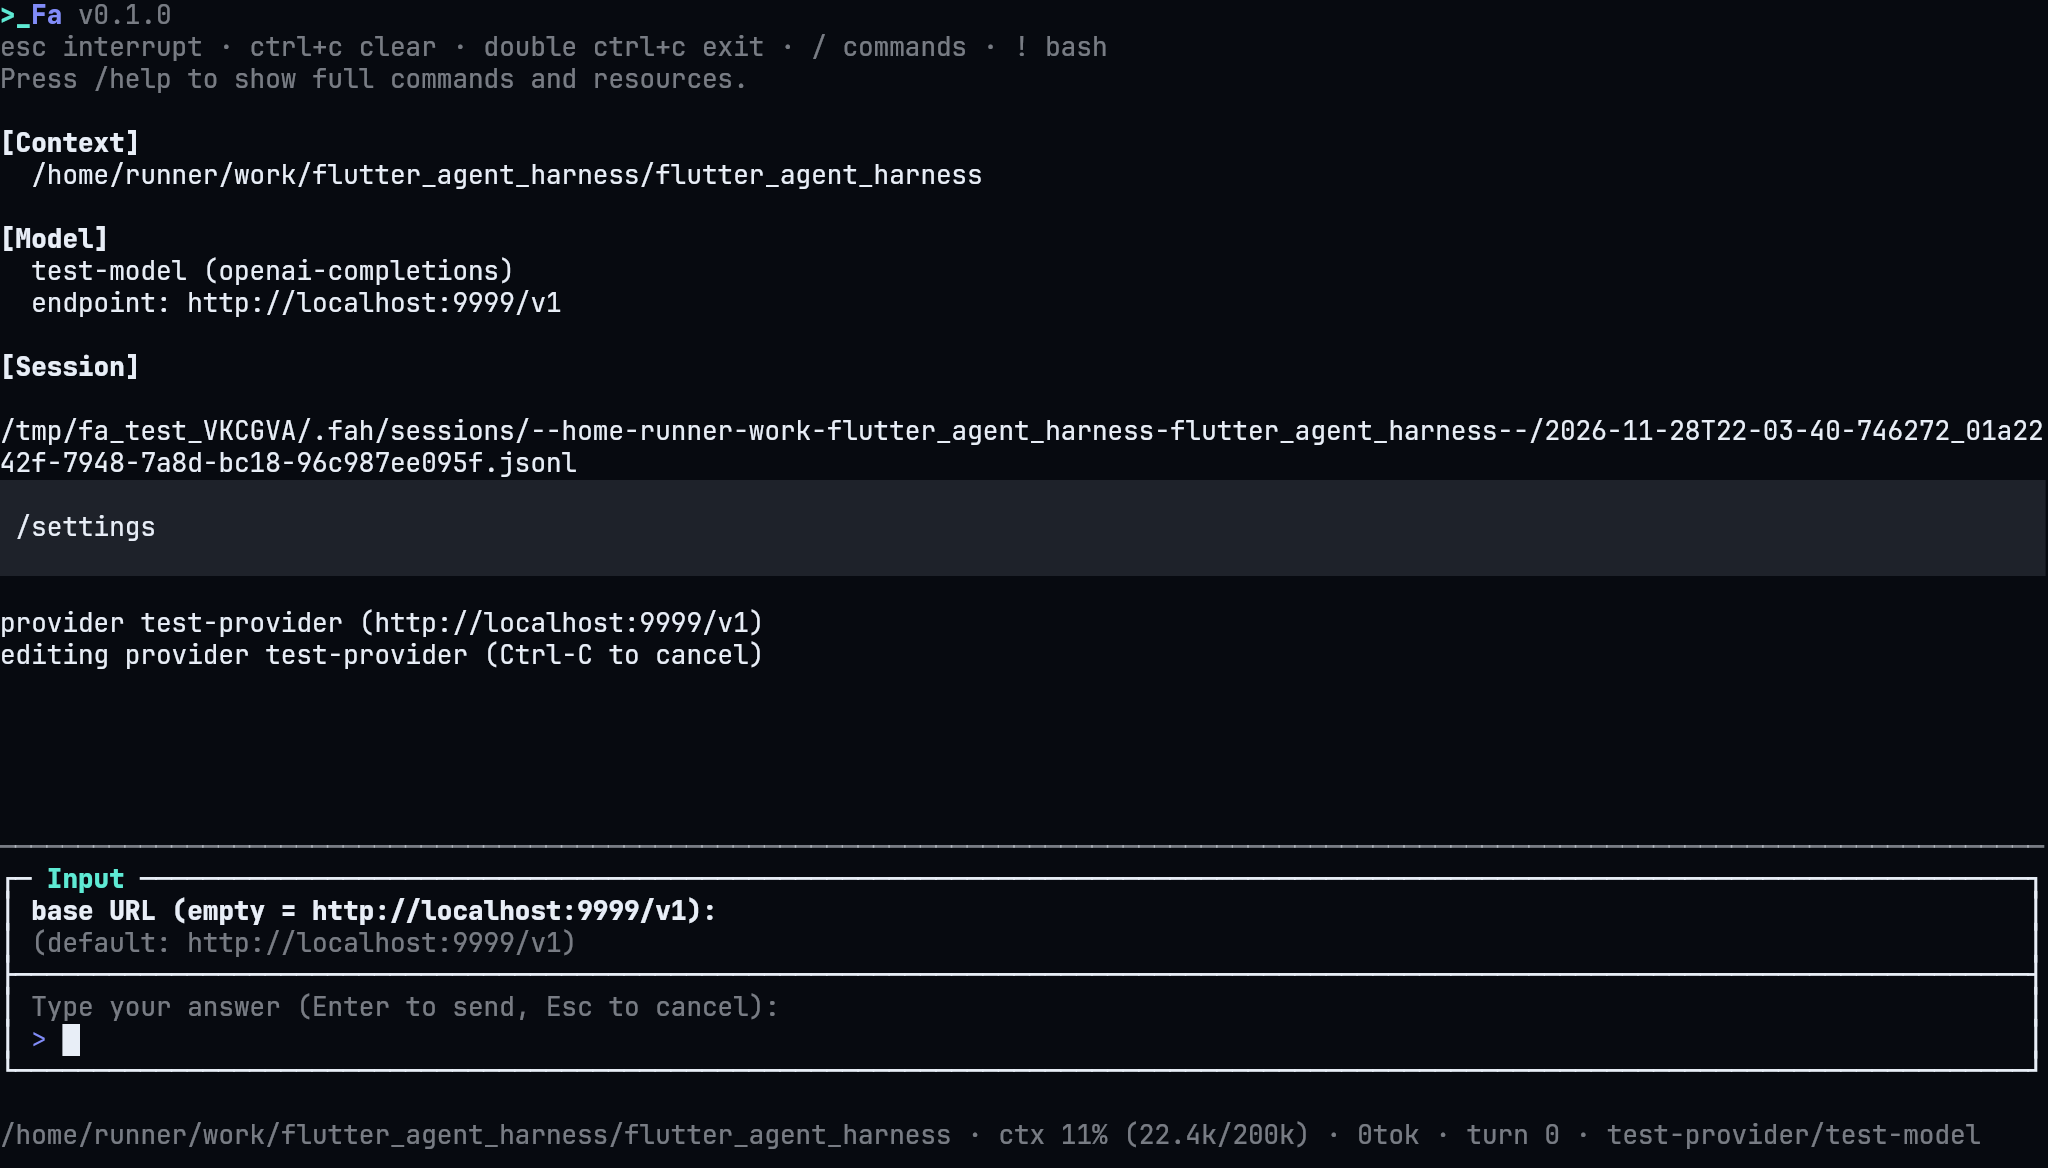 >_Fa v0.1.0
esc interrupt · ctrl+c clear · double ctrl+c exit · / commands · ! bash
Press /help to show full commands and resources.
[Context]
/home/runner/work/flutter_agent_harness/flutter_agent_harness
[Model]
test-model (openai-completions)
endpoint: http://localhost:9999/v1
[Session]
/tmp/fa_test_VKCGVA/.fah/sessions/--home-runner-work-flutter_agent_harness-flutter_agent_harness--/2026-11-28T22-03-40-746272_01a22
42f-7948-7a8d-bc18-96c987ee095f.jsonl
/settings
provider test-provider (http://localhost:9999/v1)
editing provider test-provider (Ctrl-C to cancel)
Input
base URL (empty = http://localhost:9999/v1):
(default: http://localhost:9999/v1)
Type your answer (Enter to send, Esc to cancel):
>
/home/runner/work/flutter_agent_harness/flutter_agent_harness · ctx 11% (22.4k/200k) · 0tok · turn 0 · test-provider/test-model